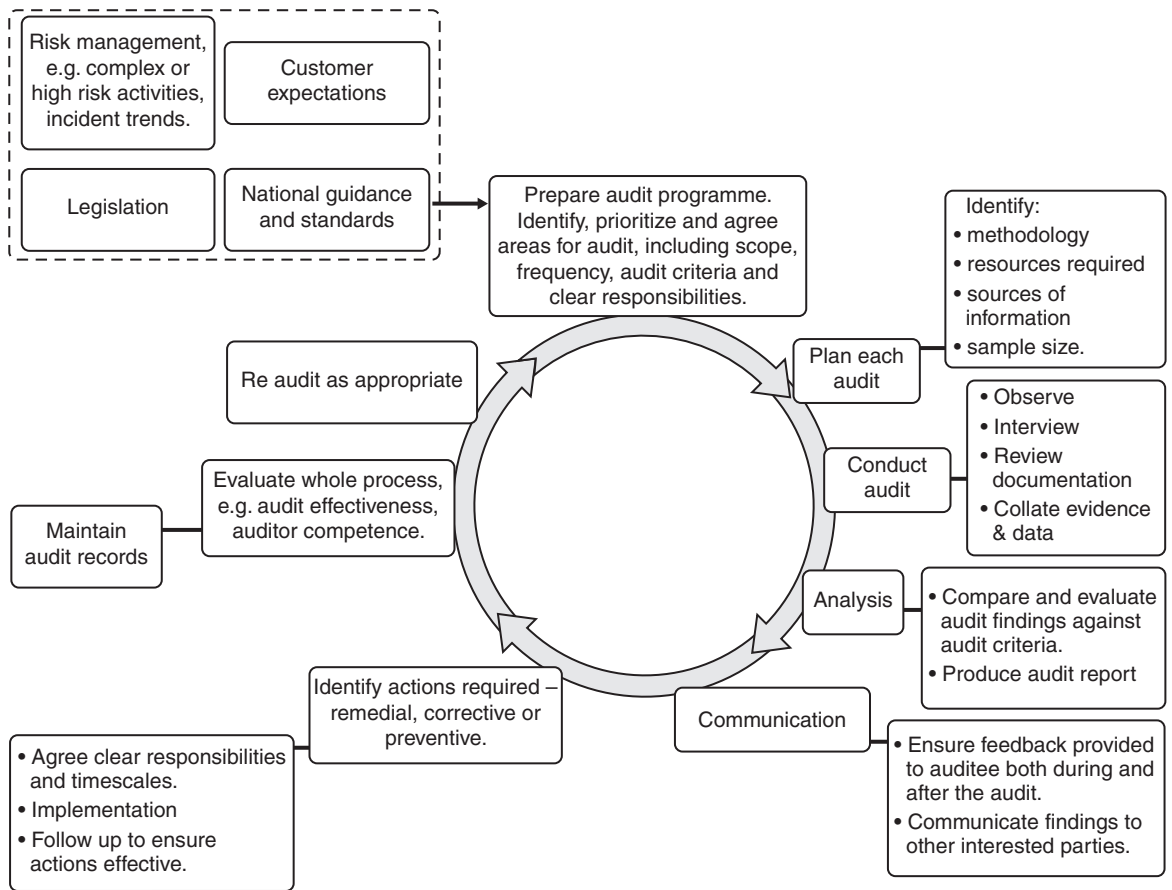 Risk management,
e.g. complex or
high risk activities,
incident trends.
Customer
expectations
Legislation
National guidance
and standards
Prepare audit programme.
Identify, prioritize and agree
areas for audit, including scope,
frequency, audit criteria and
clear responsibilities.
Identify:
• methodology
• resources required
• sources of
information
• sample size.
Plan each
audit
• Observe
• Interview
• Review
documentation
• Collate evidence
& data
Conduct
audit
Analysis
• Compare and evaluate
audit findings against
audit criteria.
• Produce audit report
Communication
• Ensure feedback provided
to auditee both during and
after the audit.
• Communicate findings to
other interested parties.
Identify actions required –
remedial, corrective or
preventive.
• Agree clear responsibilities
and timescales.
• Implementation
• Follow up to ensure
actions effective.
Evaluate whole process,
e.g. audit effectiveness,
auditor competence.
Maintain
audit records
Re audit as appropriate